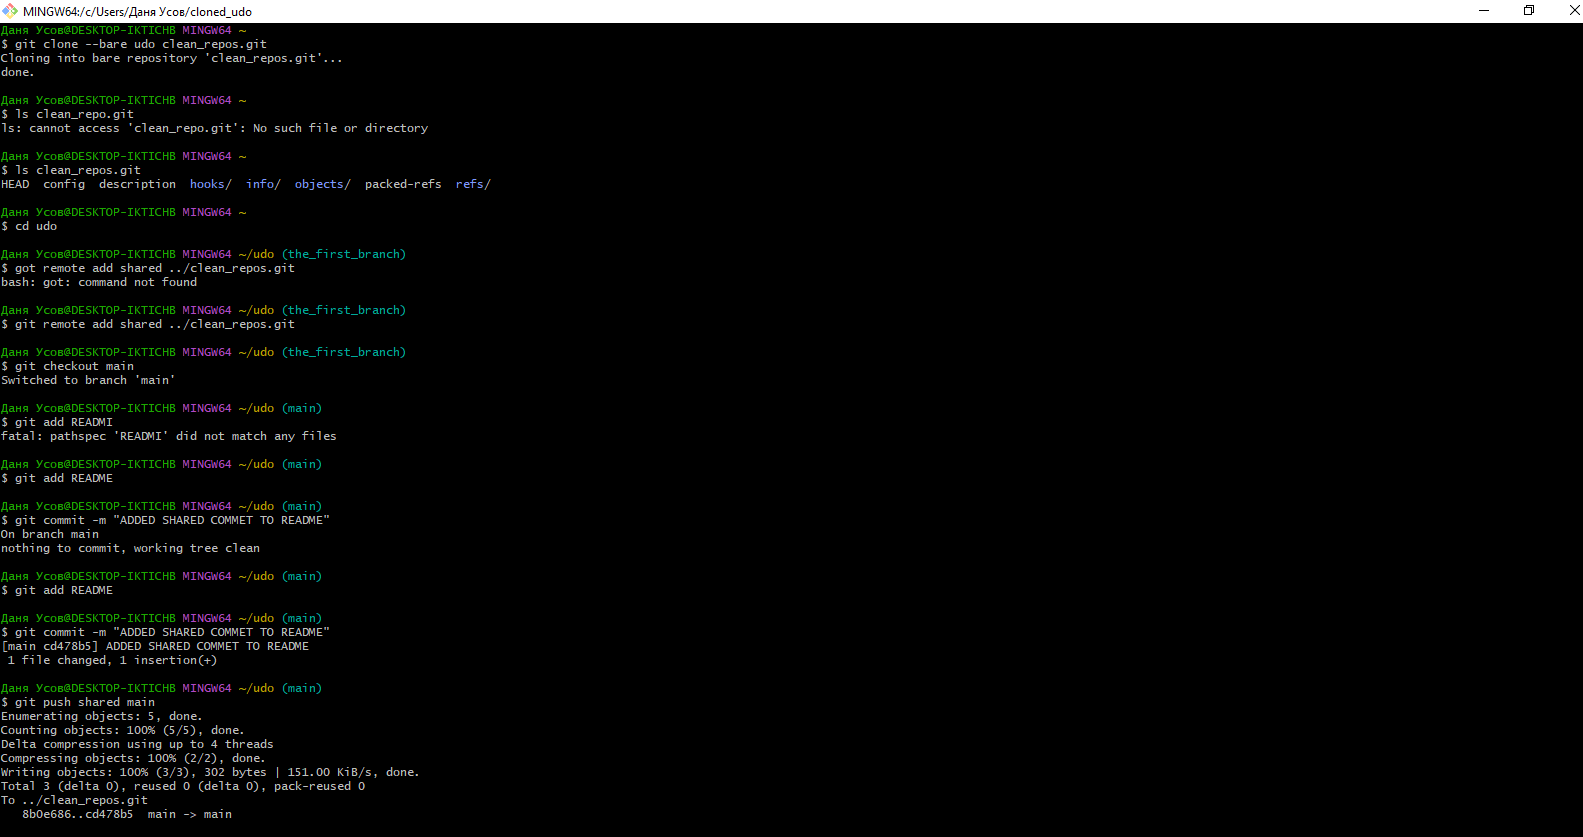 MINGW64:/c/Users/Даня Усов/cloned_udo
Даня Усов@DESKTOP-IKTICHB MINGW64 ~
$ git clone --bare udo clean_repos.git
Cloning into bare repository 'clean_repos.git'...
done.
Даня Усов@DESKTOP-IKTICHB MINGW64 ~
$ ls clean_repo.git
ls: cannot access 'clean_repo.git': No such file or directory
Даня Усов@DESKTOP-IKTICHB MINGW64 ~
$ ls clean_repos.git
HEAD  config  description  hooks/  info/  objects/  packed-refs  refs/
Даня Усов@DESKTOP-IKTICHB MINGW64 ~
$ cd udo
Даня Усов@DESKTOP-IKTICHB MINGW64 ~/udo (the_first_branch)
$ got remote add shared ../clean_repos.git
bash: got: command not found
Даня Усов@DESKTOP-IKTICHB MINGW64 ~/udo (the_first_branch)
$ git remote add shared ../clean_repos.git
Даня Усов@DESKTOP-IKTICHB MINGW64 ~/udo (the_first_branch)
$ git checkout main
Switched to branch 'main'
Даня Усов@DESKTOP-IKTICHB MINGW64 ~/udo (main)
$ git add READMI
fatal: pathspec 'READMI' did not match any files
Даня Усов@DESKTOP-IKTICHB MINGW64 ~/udo (main)
$ git add README
Даня Усов@DESKTOP-IKTICHB MINGW64 ~/udo (main)
$ git commit -m "ADDED SHARED COMMET TO README"
On branch main
nothing to commit, working tree clean
Даня Усов@DESKTOP-IKTICHB MINGW64 ~/udo (main)
$ git add README
Даня Усов@DESKTOP-IKTICHB MINGW64 ~/udo (main)
$ git commit -m "ADDED SHARED COMMET TO README"
[main cd478b5] ADDED SHARED COMMET TO README
 1 file changed, 1 insertion(+)
Даня Усов@DESKTOP-IKTICHB MINGW64 ~/udo (main)
$ git push shared main
Enumerating objects: 5, done.
Counting objects: 100% (5/5), done.
Delta compression using up to 4 threads
Compressing objects: 100% (2/2), done.
Writing objects: 100% (3/3), 302 bytes | 151.00 KiB/s, done.
Total 3 (delta 0), reused 0 (delta 0), pack-reused 0
To ../clean_repos.git
   8b0e686..cd478b5  main -> main